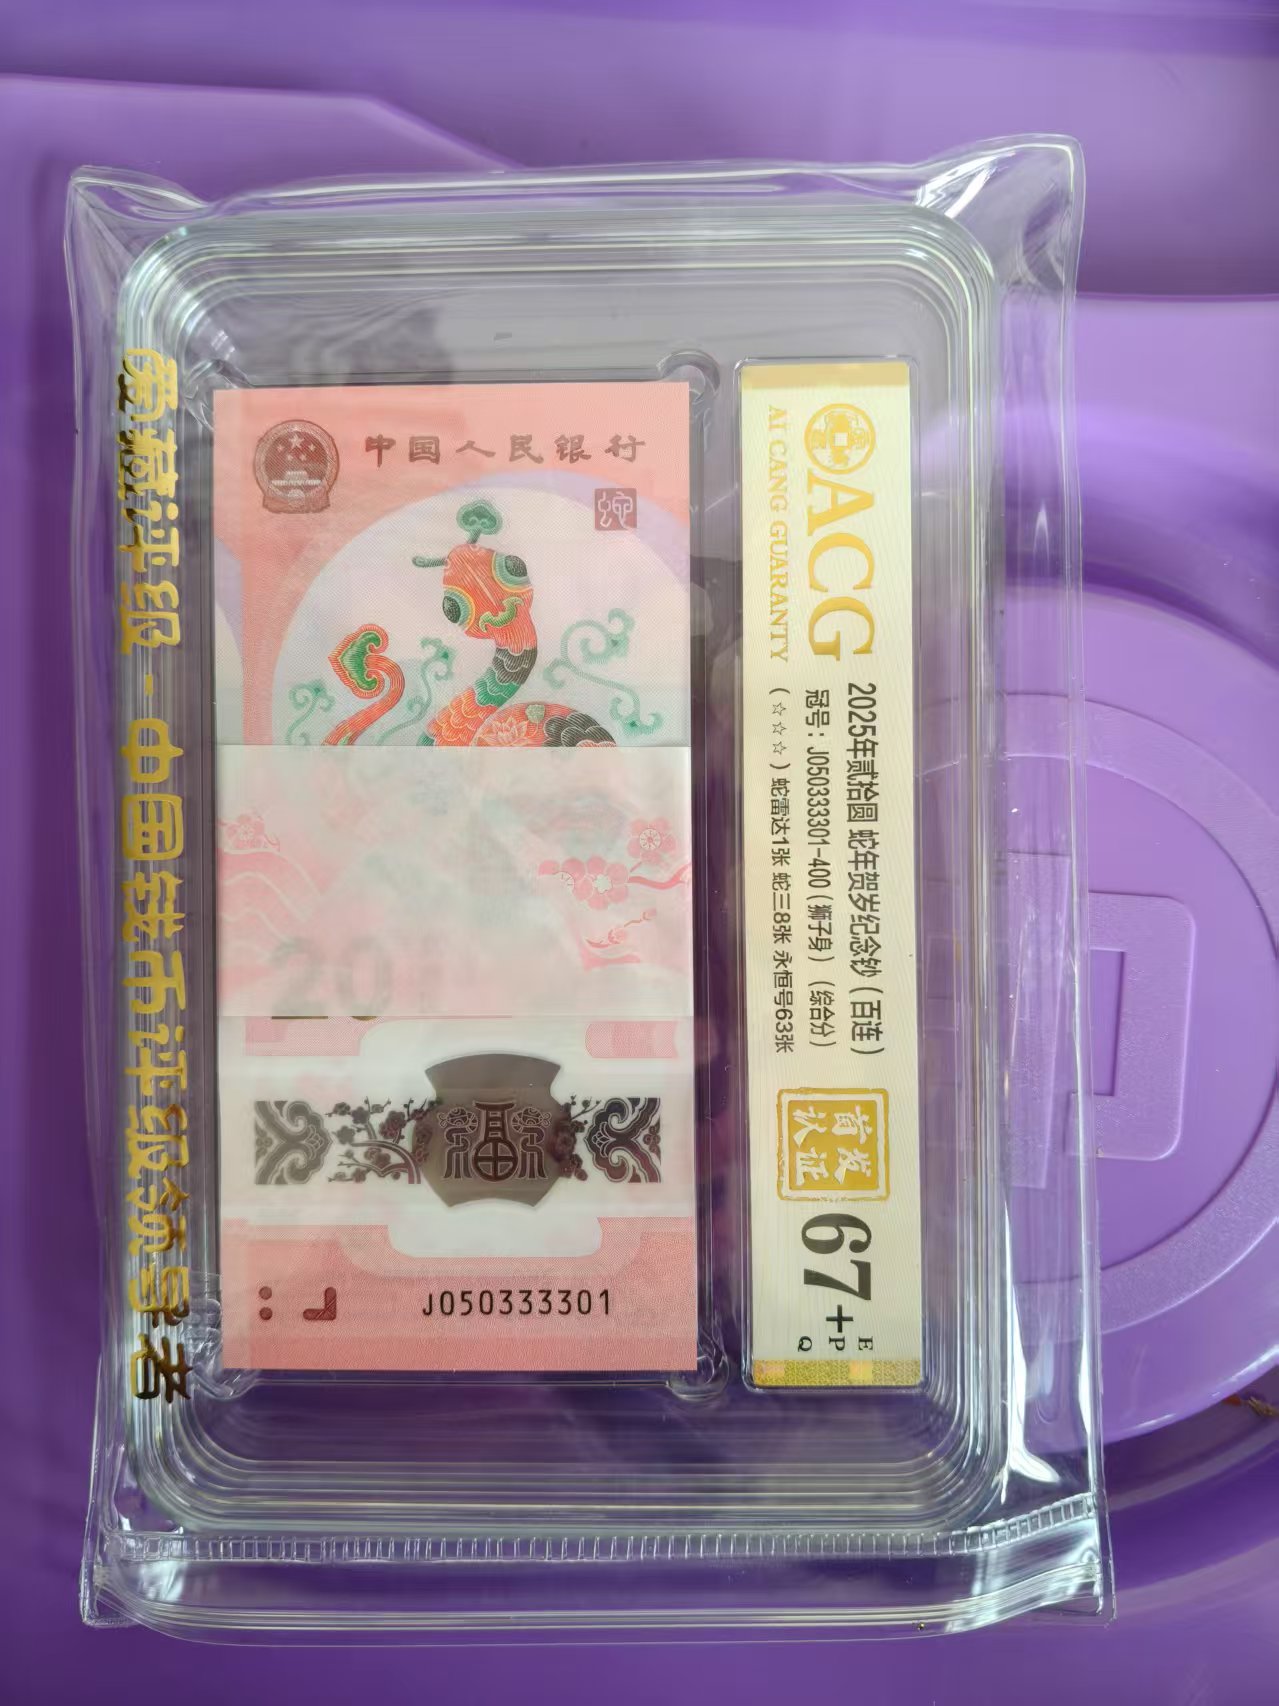 爱藏评级-中国钱币评级领导者
中国人民银行
蛇
20
福
J050333301
ACG
AI CANG GUARANTY
2025年贰拾圆 蛇年贺岁纪念钞（百连）
冠号：J050333301-400（狮子身）（综合分）
（☆☆☆）蛇雷达1张 蛇三8张 永恒号63张
首发
认证
67+
E
P
Q